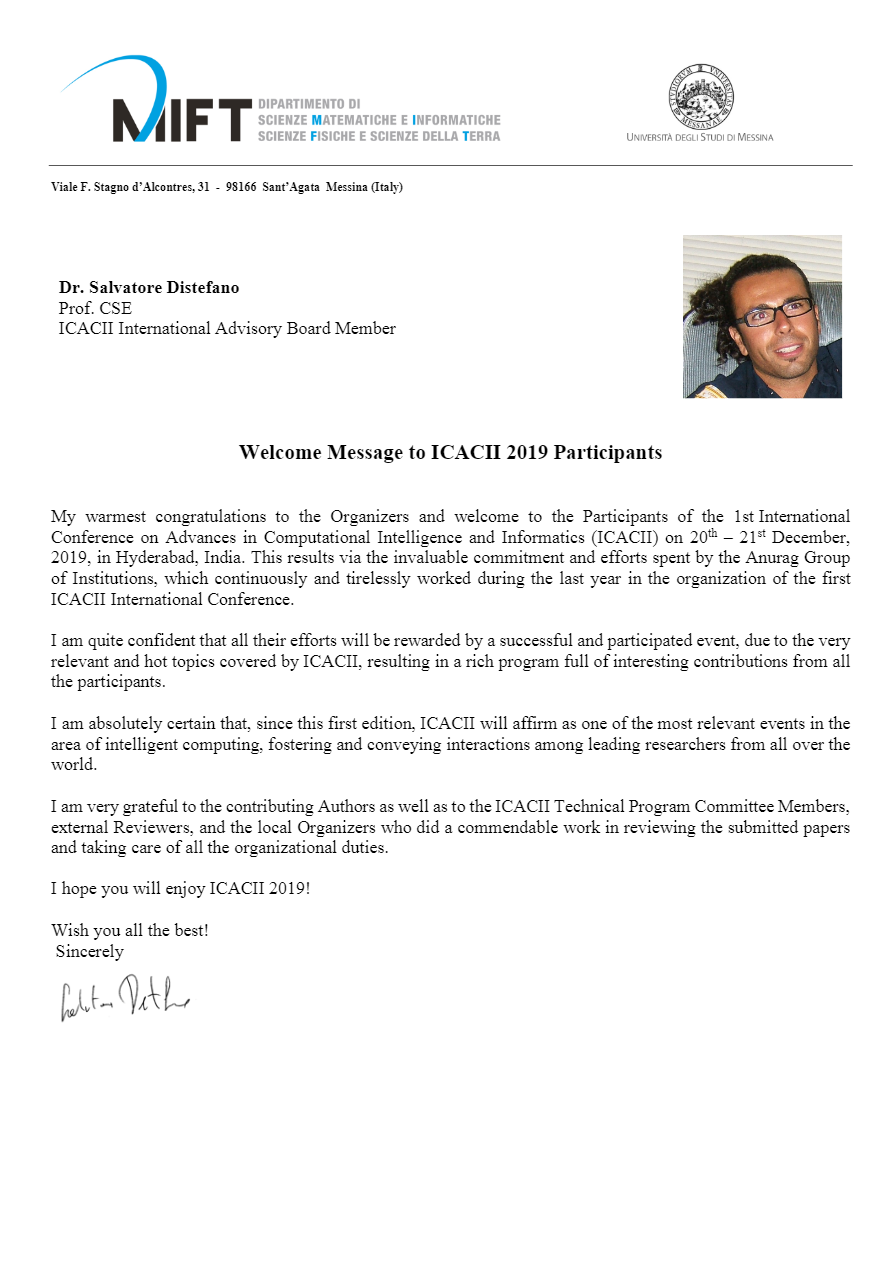 MIFT
DIPARTIMENTO DI
SCIENZE MATEMATICHE E INFORMATICHE
SCIENZE FISICHE E SCIENZE DELLA TERRA
STUDIORUM UNIVERSITAS MESSANAE
UNIVERSITÀ DEGLI STUDI DI MESSINA
Viale F. Stagno d’Alcontres, 31 - 98166 Sant’Agata Messina (Italy)
Dr. Salvatore Distefano
Prof. CSE
ICACII International Advisory Board Member
Welcome Message to ICACII 2019 Participants
My warmest congratulations to the Organizers and welcome to the Participants of the 1st International
Conference on Advances in Computational Intelligence and Informatics (ICACII) on 20th – 21st December,
2019, in Hyderabad, India. This results via the invaluable commitment and efforts spent by the Anurag Group
of Institutions, which continuously and tirelessly worked during the last year in the organization of the first
ICACII International Conference.
I am quite confident that all their efforts will be rewarded by a successful and participated event, due to the very
relevant and hot topics covered by ICACII, resulting in a rich program full of interesting contributions from all
the participants.
I am absolutely certain that, since this first edition, ICACII will affirm as one of the most relevant events in the
area of intelligent computing, fostering and conveying interactions among leading researchers from all over the
world.
I am very grateful to the contributing Authors as well as to the ICACII Technical Program Committee Members,
external Reviewers, and the local Organizers who did a commendable work in reviewing the submitted papers
and taking care of all the organizational duties.
I hope you will enjoy ICACII 2019!
Wish you all the best!
Sincerely